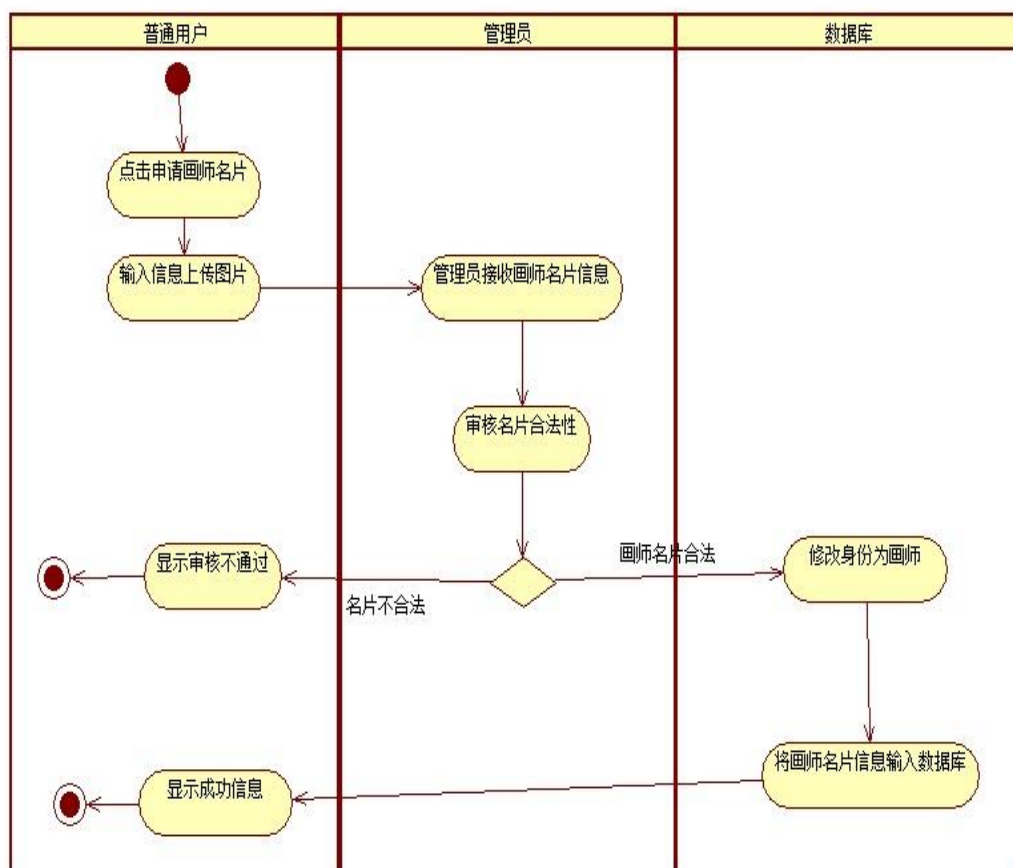 普通用户
管理员
数据库
点击申请画师名片
输入信息上传图片
管理员接收画师名片信息
审核名片合法性
画师名片合法
修改身份为画师
显示审核不通过
名片不合法
将画师名片信息输入数据库
显示成功信息